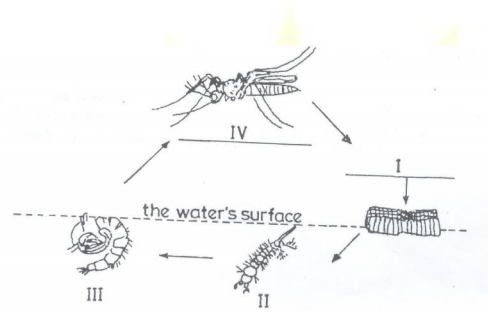 IV
I
the water's surface
II
III